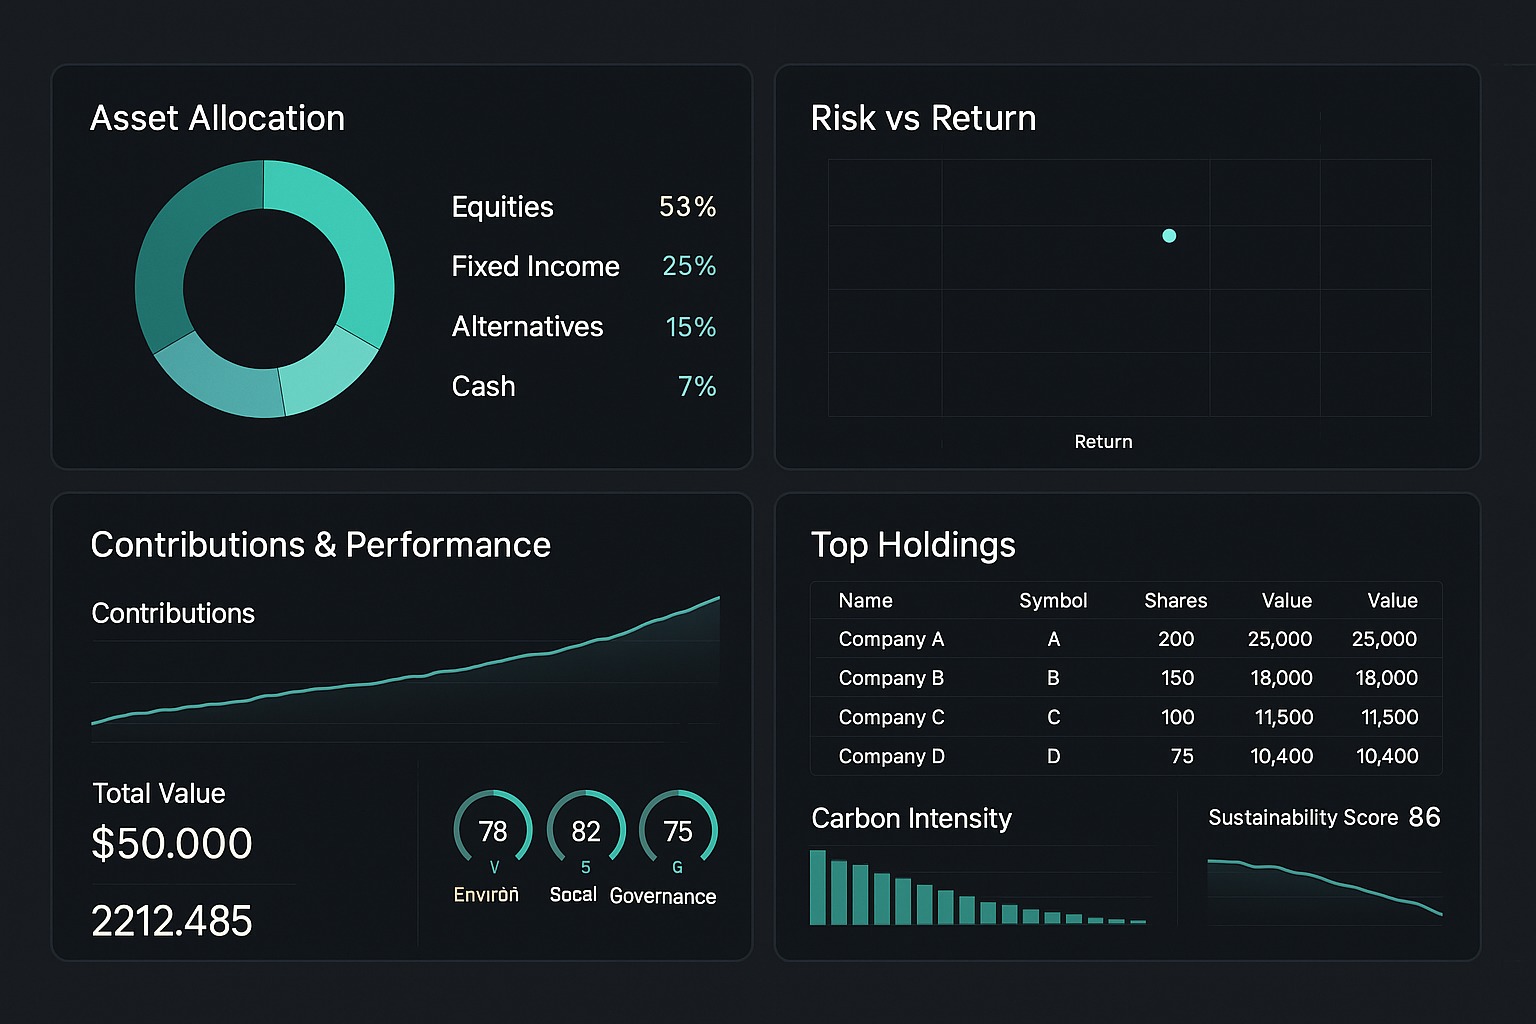 Asset Allocation
Equities 53%
Fixed Income 25%
Alternatives 15%
Cash 7%
Risk vs Return
Return
Contributions & Performance
Contributions
Total Value
$50.000
2212.485
78 82 75
V 5 G
Envıròñ Socal Governance
Top Holdings
Name Symbol Shares Value Value
Company A A 200 25,000 25,000
Company B B 150 18,000 18,000
Company C C 100 11,500 11,500
Company D D 75 10,400 10,400
Carbon Intensity
Sustainability Score 86